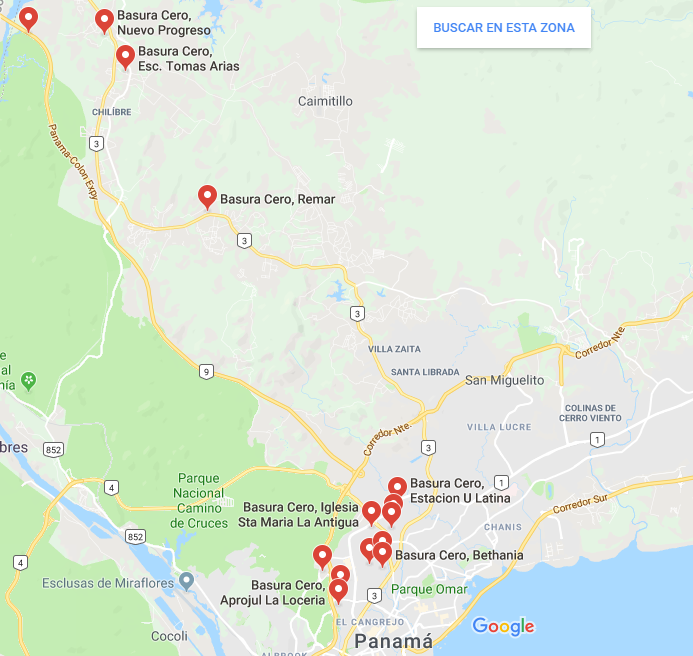 Basura Cero,
Nuevo Progreso
BUSCAR EN ESTA ZONA
Basura Cero,
Esc. Tomas Arias
Caimitillo
CHILIBRE
3
Panama-Colon Expy
Basura Cero, Remar
3
3
VILLA ZAITA
Corredor Nte
9
SANTA LIBRADA
San Miguelito
COLINAS DE
CERRO VIENTO
VILLA LUCRE
Corredor Nte.
3
1
852
4
Parque
Nacional
Camino
de Cruces
Basura Cero,
Estacion U Latina
1
Corredor Sur
Basura Cero, Iglesia
Sta Maria La Antigua
CHANIS
852
Basura Cero, Bethania
4
Esclusas de Miraflores
Basura Cero,
Aprojul La Loceria
3
Parque Omar
EL CANGREJO
Google
Cocoli
Panamá